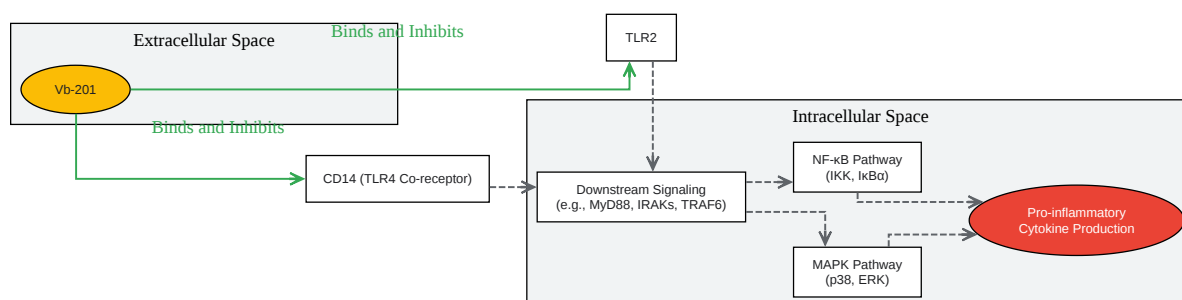 Binds and Inhibits
Extracellular Space
TLR2
Vb-201
Binds and Inhibits
Intracellular Space
CD14 (TLR4 Co-receptor)
Downstream Signaling
(e.g., MyD88, IRAKs, TRAF6)
NF-κB Pathway
(IKK, IκBα)
Pro-inflammatory
Cytokine Production
MAPK Pathway
(p38, ERK)